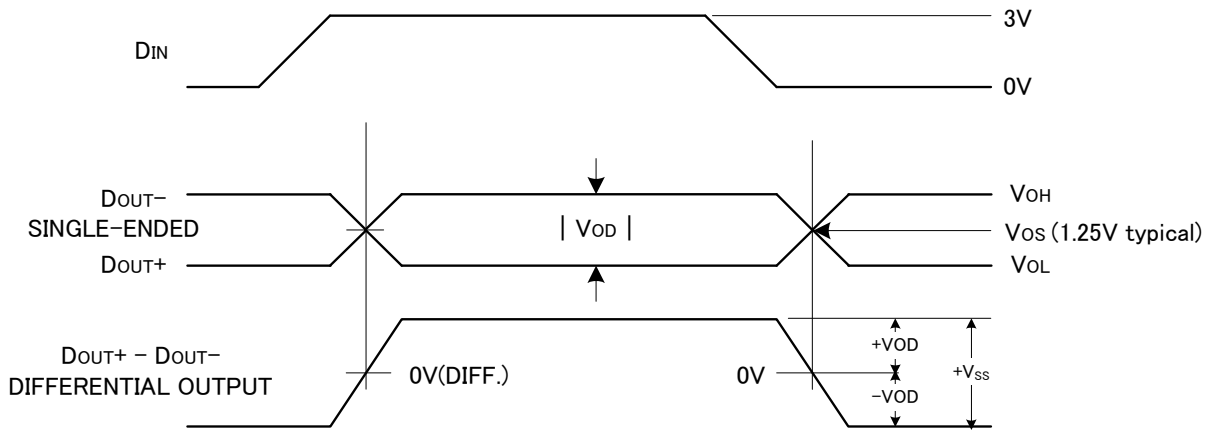 3V
DIN
0V
DOUT-
SINGLE-ENDED
DOUT+
| VOD |
VOH
VOS (1.25V typical)
VOL
DOUT+ - DOUT-
DIFFERENTIAL OUTPUT
0V(DIFF.)
0V
+VOD
-VOD
+VSS